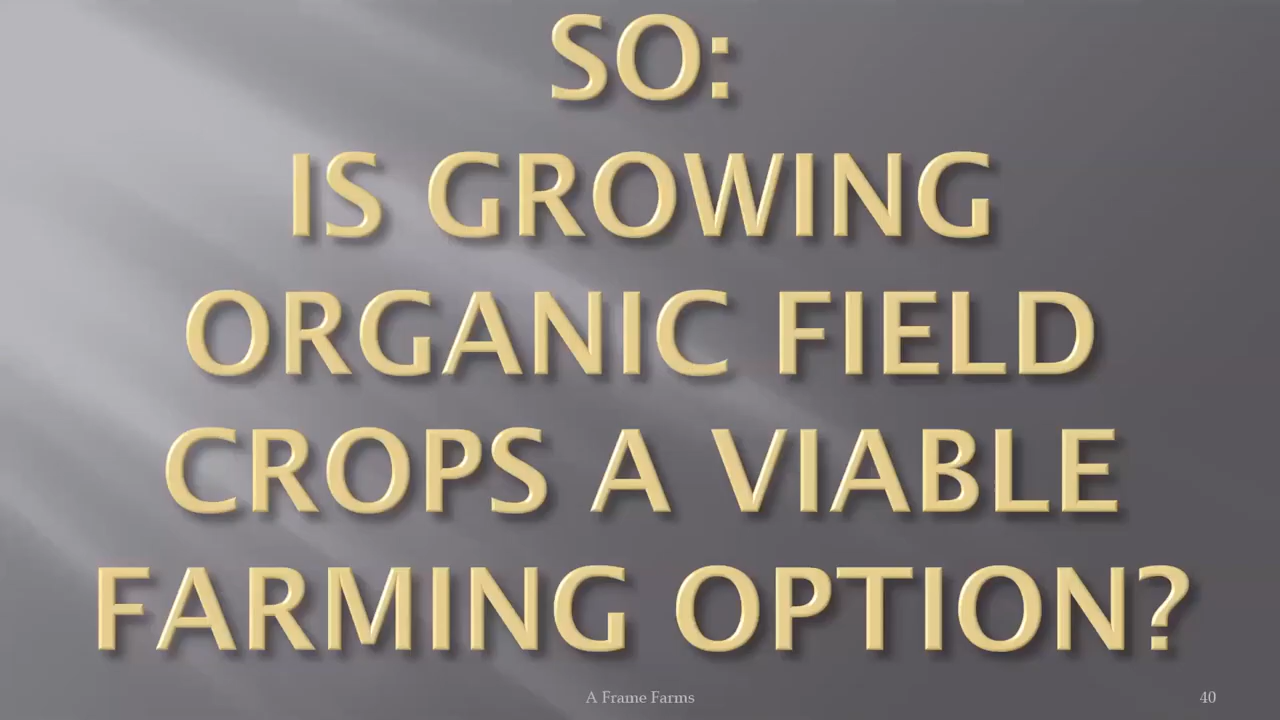 SO:
IS GROWING
ORGANIC FIELD
CROPS A VIABLE
FARMING OPTION?
A Frame Farms
40